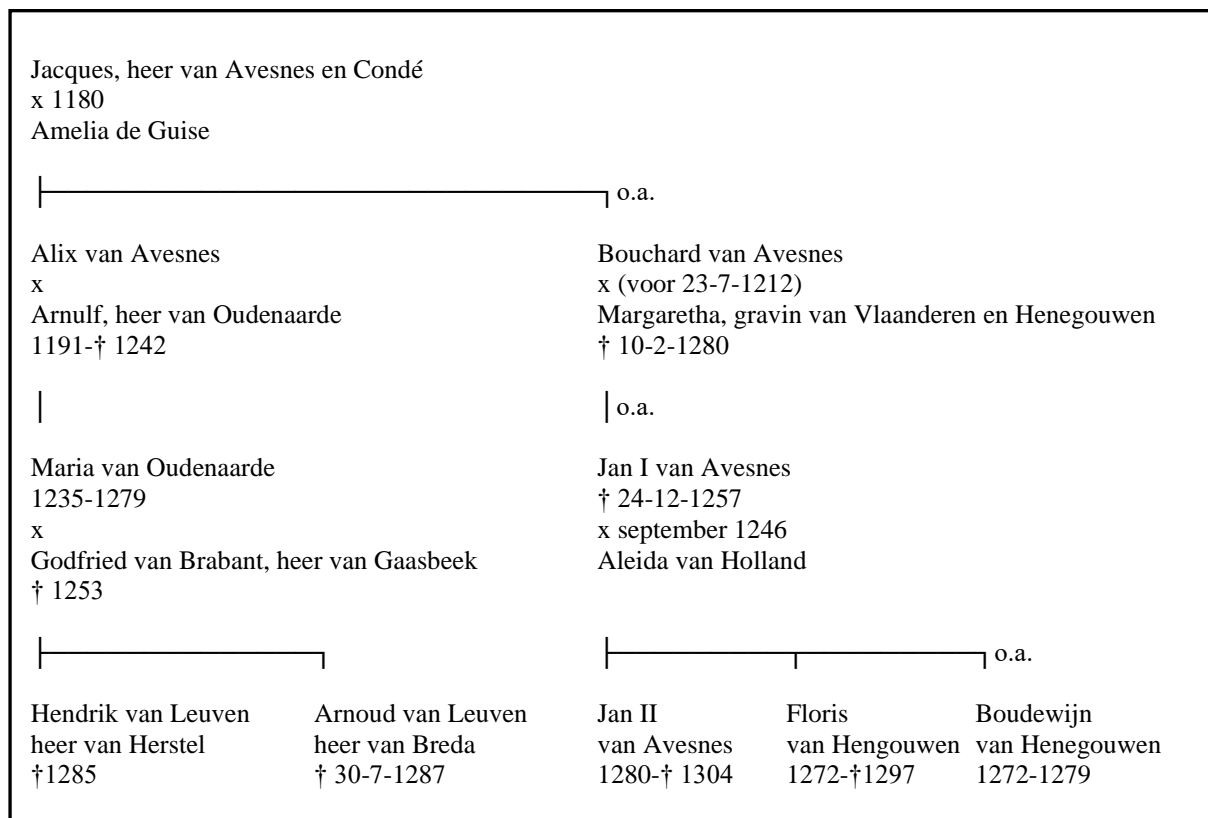 Jacques, heer van Avesnes en Condé
x 1180
Amelia de Guise
o.a.
Alix van Avesnes
x
Arnulf, heer van Oudenaarde
1191-† 1242
Bouchard van Avesnes
x (voor 23-7-1212)
Margaretha, gravin van Vlaanderen en Henegouwen
† 10-2-1280
o.a.
Maria van Oudenaarde
1235-1279
x
Godfried van Brabant, heer van Gaasbeek
† 1253
Jan I van Avesnes
† 24-12-1257
x september 1246
Aleida van Holland
o.a.
Hendrik van Leuven
heer van Herstel
†1285
Arnoud van Leuven
heer van Breda
† 30-7-1287
Jan II
van Avesnes
1280-† 1304
Floris
van Hengouwen
1272-†1297
Boudewijn
van Henegouwen
1272-1279